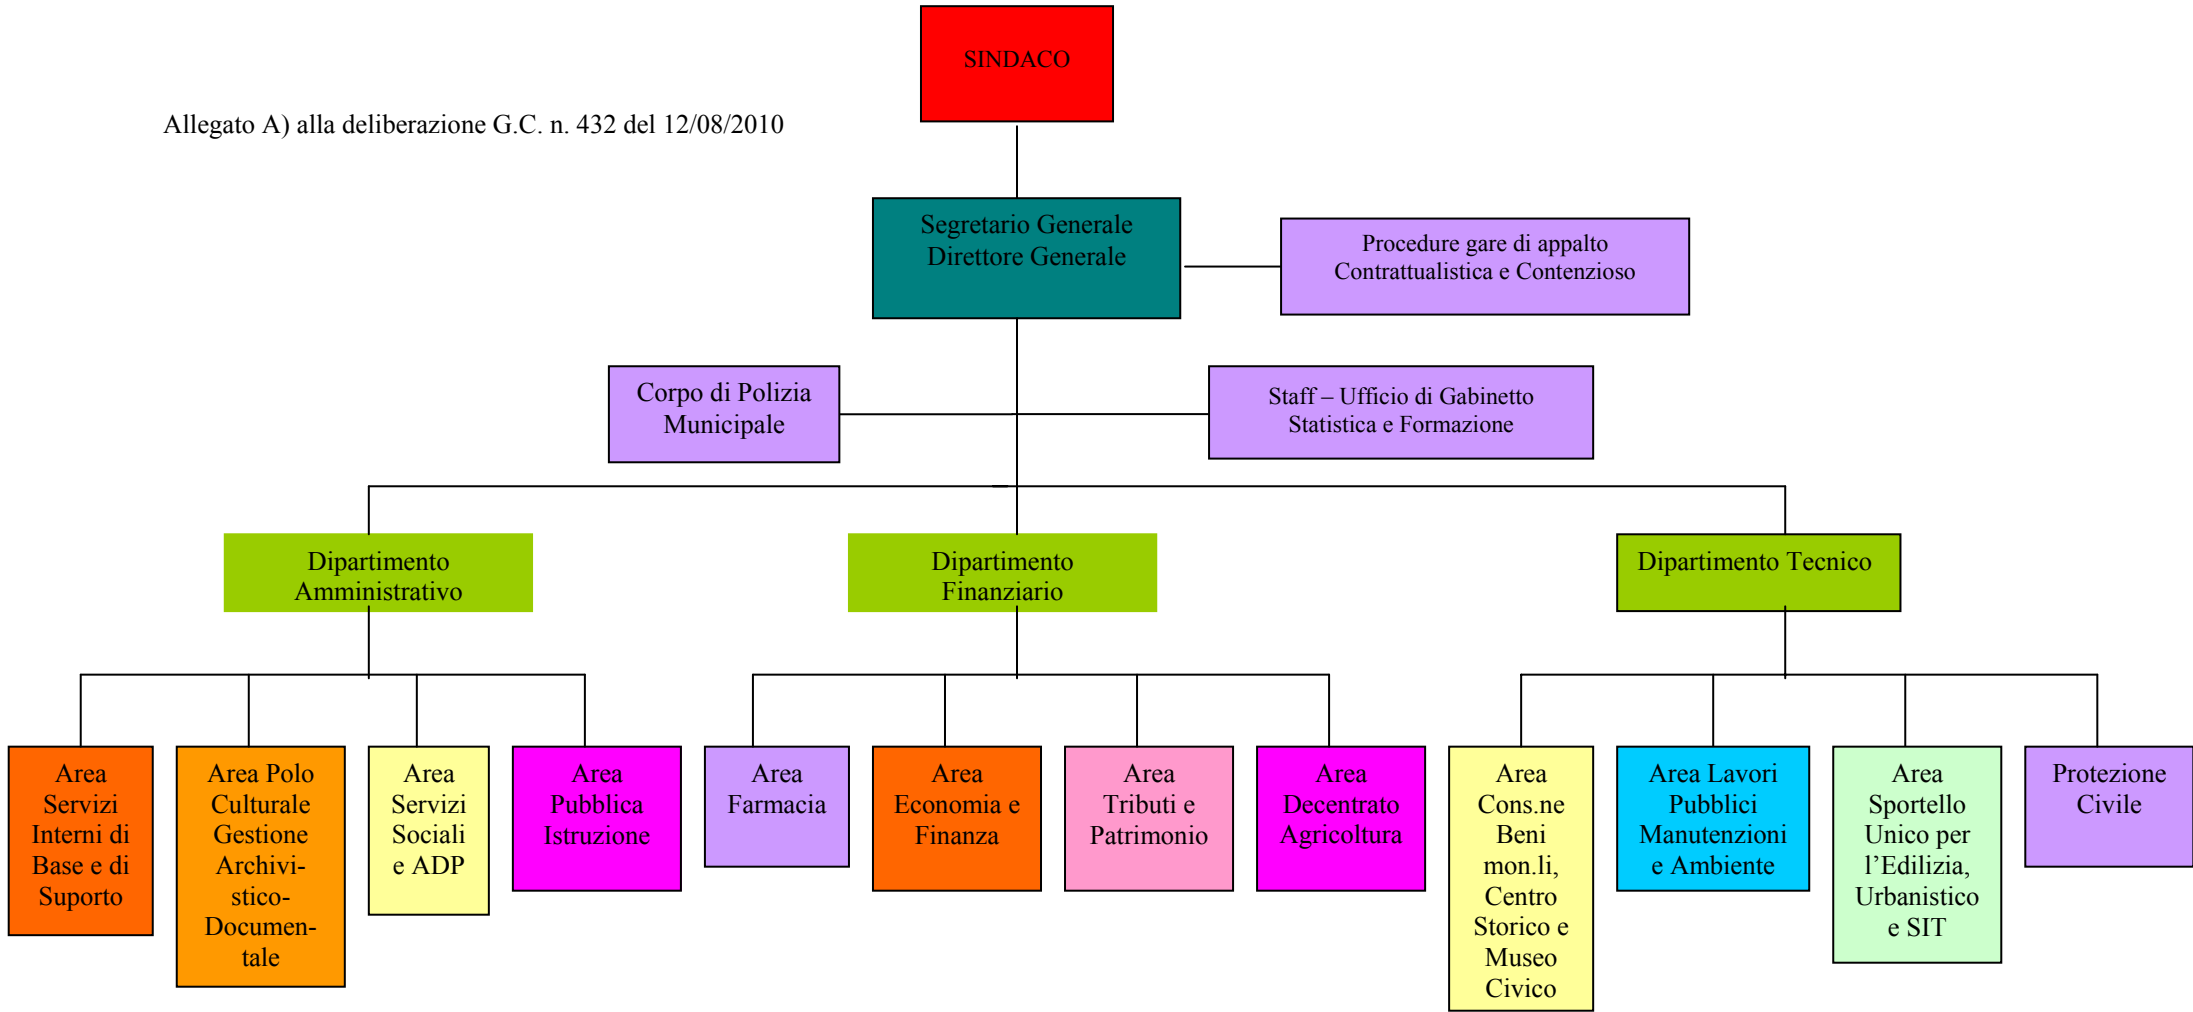 SINDACO
Allegato A) alla deliberazione G.C. n. 432 del 12/08/2010
Segretario Generale
Direttore Generale
Procedure gare di appalto
Contrattualistica e Contenzioso
Corpo di Polizia
Municipale
Staff – Ufficio di Gabinetto
Statistica e Formazione
Dipartimento
Amministrativo
Dipartimento
Finanziario
Dipartimento Tecnico
Area
Servizi
Interni di
Base e di
Suporto
Area Polo
Culturale
Gestione
Archivi-
stico-
Documen-
tale
Area
Servizi
Sociali
e ADP
Area
Pubblica
Istruzione
Area
Farmacia
Area
Economia e
Finanza
Area
Tributi e
Patrimonio
Area
Decentrato
Agricoltura
Area
Cons.ne
Beni
mon.li,
Centro
Storico e
Museo
Civico
Area Lavori
Pubblici
Manutenzioni
e Ambiente
Area
Sportello
Unico per
l’Edilizia,
Urbanistico
e SIT
Protezione
Civile